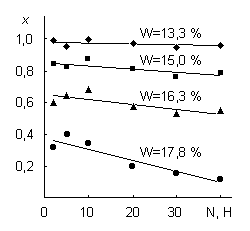 x
W=13,3 %
1,0
W=15,0 %
0,8
W=16,3 %
0,6
0,4
W=17,8 %
0,2
0 10 20 30 N, H